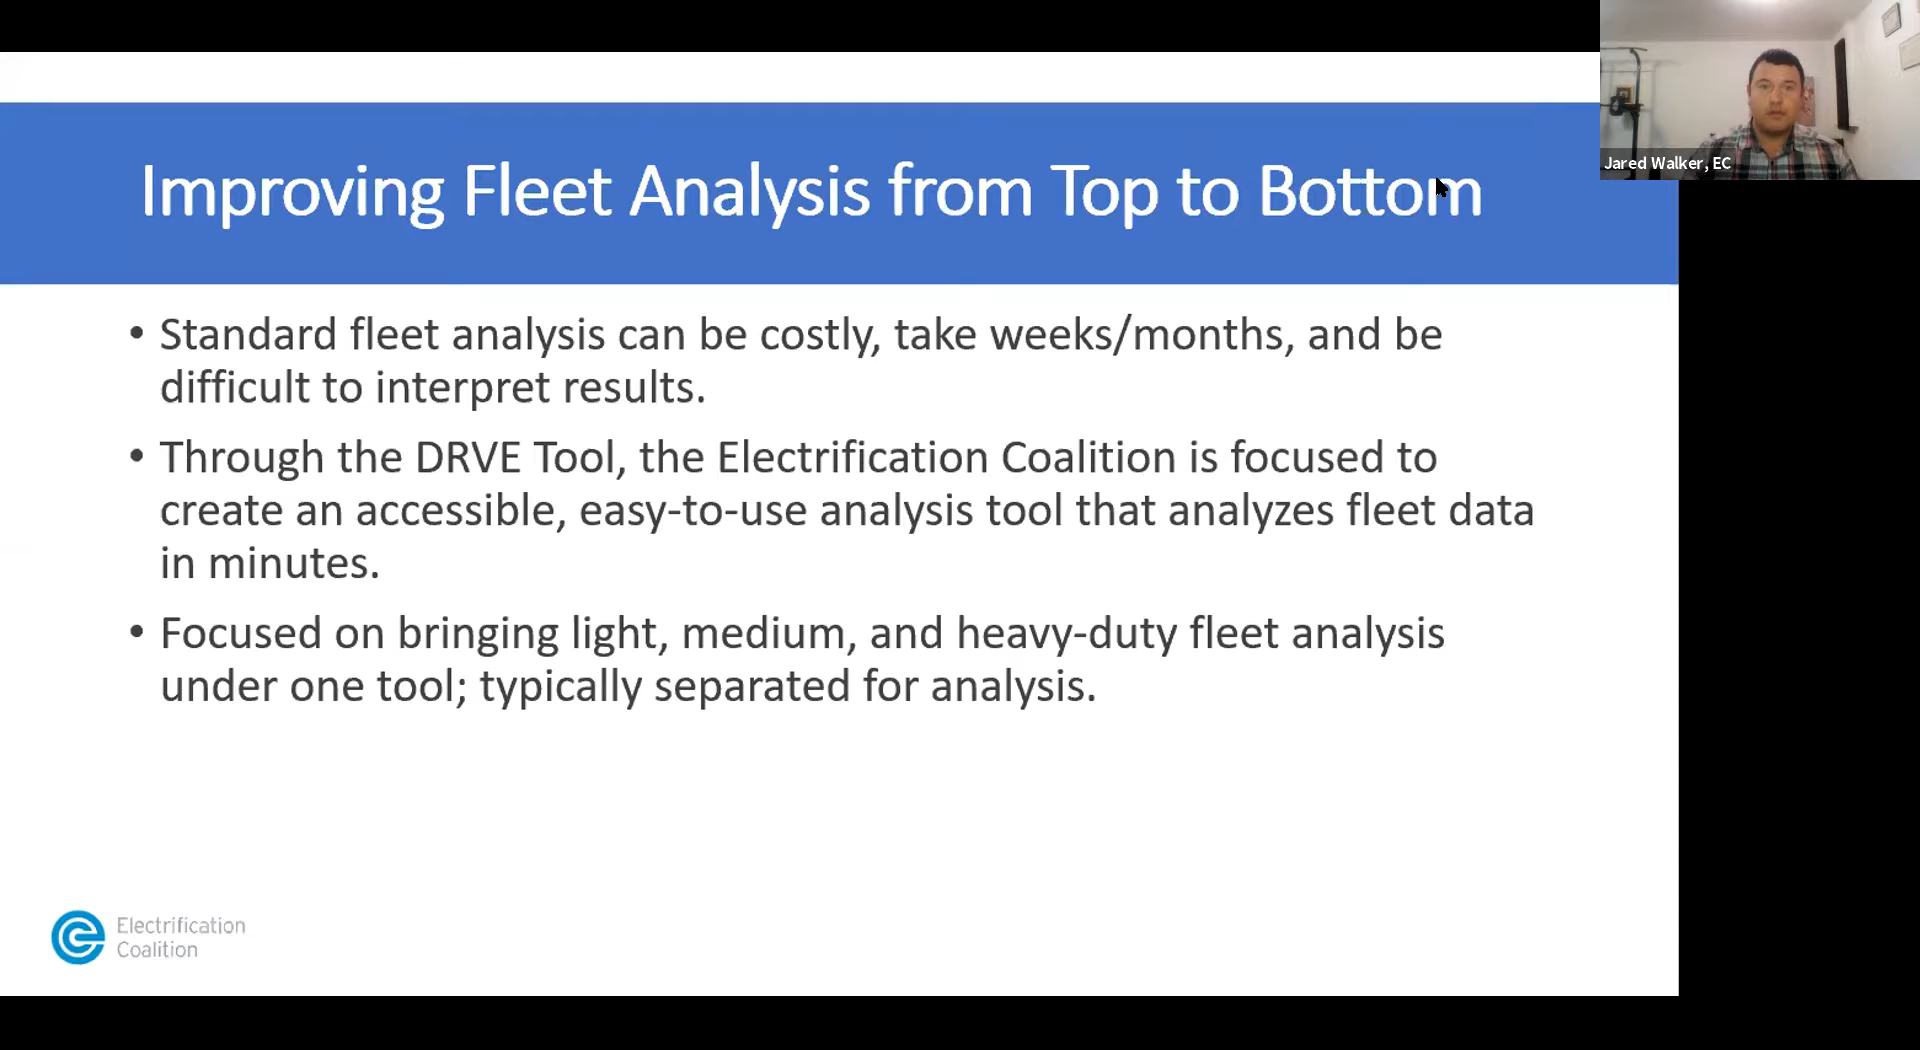 Improving Fleet Analysis from Top to Bottom
Jared Walker, EC
• Standard fleet analysis can be costly, take weeks/months, and be
difficult to interpret results.
• Through the DRVE Tool, the Electrification Coalition is focused to
create an accessible, easy-to-use analysis tool that analyzes fleet data
in minutes.
• Focused on bringing light, medium, and heavy-duty fleet analysis
under one tool; typically separated for analysis.
Electrification
Coalition